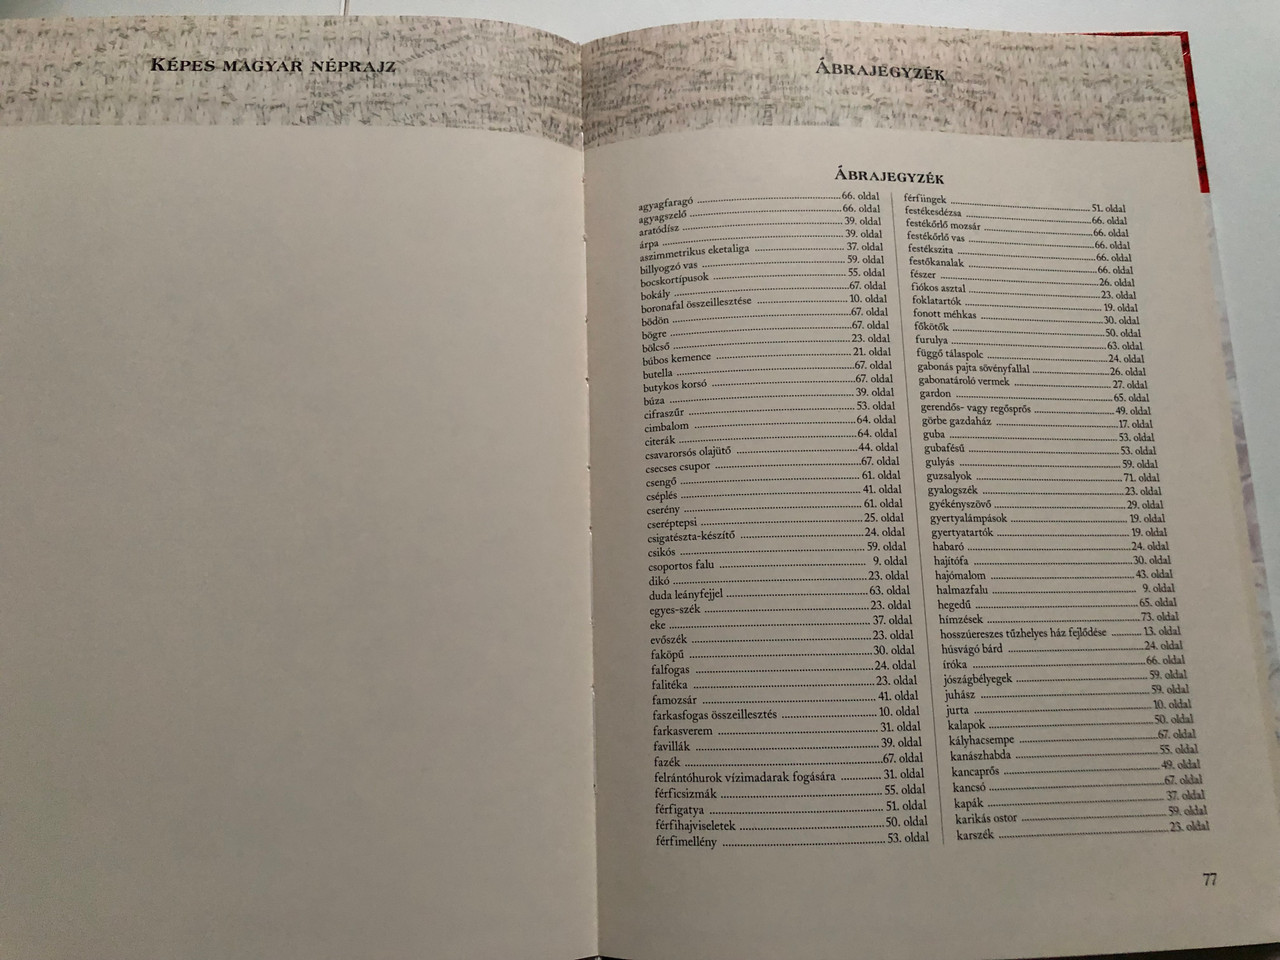 KÉPES MAGYAR NÉPRAJZ
ÁBRAJEGYZÉK
ÁBRAJEGYZÉK
agyagfaragó 66. oldal
agyagszelő 66. oldal
aratódísz 39. oldal
árpa 39. oldal
aszimmetrikus eketaliga 37. oldal
billyogzó vas 59. oldal
bocskortípusok 55. oldal
bokály 67. oldal
boronafal összeillesztése 10. oldal
bödön 67. oldal
bögre 67. oldal
bölcső 23. oldal
búbos kemence 21. oldal
butella 67. oldal
butykos korsó 67. oldal
búza 39. oldal
cifraszűr 53. oldal
cimbalom 64. oldal
citerák 64. oldal
csavarorsós olajütő 44. oldal
csecses csupor 67. oldal
csengő 61. oldal
cséplés 41. oldal
cserény 61. oldal
cseréptepsi 25. oldal
csigatészta-készítő 24. oldal
csikós 59. oldal
csoportos falu 9. oldal
dikó 23. oldal
duda leányfejjel 63. oldal
egyes-szék 23. oldal
eke 37. oldal
evőszék 23. oldal
faköpű 30. oldal
falfogas 24. oldal
falitéka 23. oldal
famozsár 41. oldal
farkasfogas összeillesztés 10. oldal
farkasverem 31. oldal
favillák 39. oldal
fazék 67. oldal
felrántóhurok vízimadarak fogására 31. oldal
férficsizmák 55. oldal
férfigatya 51. oldal
férfihajviseletek 50. oldal
férfimellény 53. oldal
férfiingek 51. oldal
festékesdézsa 66. oldal
festékőrlő mozsár 66. oldal
festékőrlő vas 66. oldal
festékszita 66. oldal
festőkanalak 66. oldal
fészer 26. oldal
fiókos asztal 23. oldal
foklatartók 19. oldal
fonott méhkas 30. oldal
főkötők 50. oldal
furulya 63. oldal
függő tálaspolc 24. oldal
gabonás pajta sövényfallal 26. oldal
gabonatároló vermek 27. oldal
gardon 65. oldal
gerendős- vagy regősprős 49. oldal
görbe gazdaház 17. oldal
guba 53. oldal
gubafésű 53. oldal
gulyás 59. oldal
guzsalyok 71. oldal
gyalogszék 23. oldal
gyékényszövő 29. oldal
gyertyalámpások 19. oldal
gyertyatartók 19. oldal
habaró 24. oldal
hajítófa 30. oldal
hajómalom 43. oldal
halmazfalu 9. oldal
hegedű 65. oldal
hímzések 73. oldal
hosszúereszes tűzhelyes ház fejlődése 13. oldal
húsvágó bárd 24. oldal
íróka 66. oldal
jószágbélyegek 59. oldal
juhász 59. oldal
jurta 10. oldal
kalapok 50. oldal
kályhacsempe 67. oldal
kanászhabda 55. oldal
kancaprős 49. oldal
kancsó 67. oldal
kapák 37. oldal
karikás ostor 59. oldal
karszék 23. oldal
77